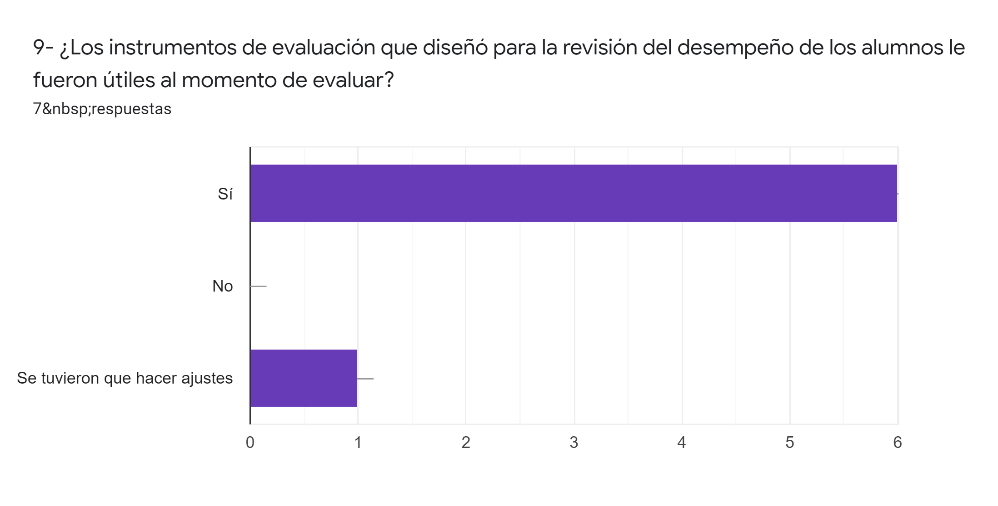 9- ¿Los instrumentos de evaluación que diseñó para la revisión del desempeño de los alumnos le
fueron útiles al momento de evaluar?
7&nbsp;respuestas
Sí
No
Se tuvieron que hacer ajustes
0 1 2 3 4 5 6